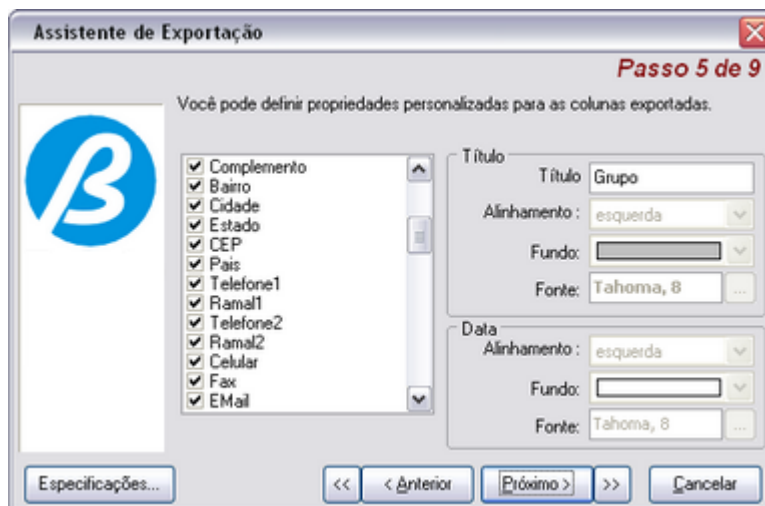 Assistente de Exportação
Passo 5 de 9
Você pode definir propriedades personalizadas para as colunas exportadas.
Complemento
Bairro
Cidade
Estado
CEP
Pais
Telefone1
Ramal1
Telefone2
Ramal2
Celular
Fax
EMail
Título
Título Grupo
Alinhamento : esquerda
Fundo:
Fonte: Tahoma, 8 ...
Data
Alinhamento : esquerda
Fundo:
Fonte: Tahoma, 8 ...
Especificações... << < Anterior Próximo > >> Cancelar